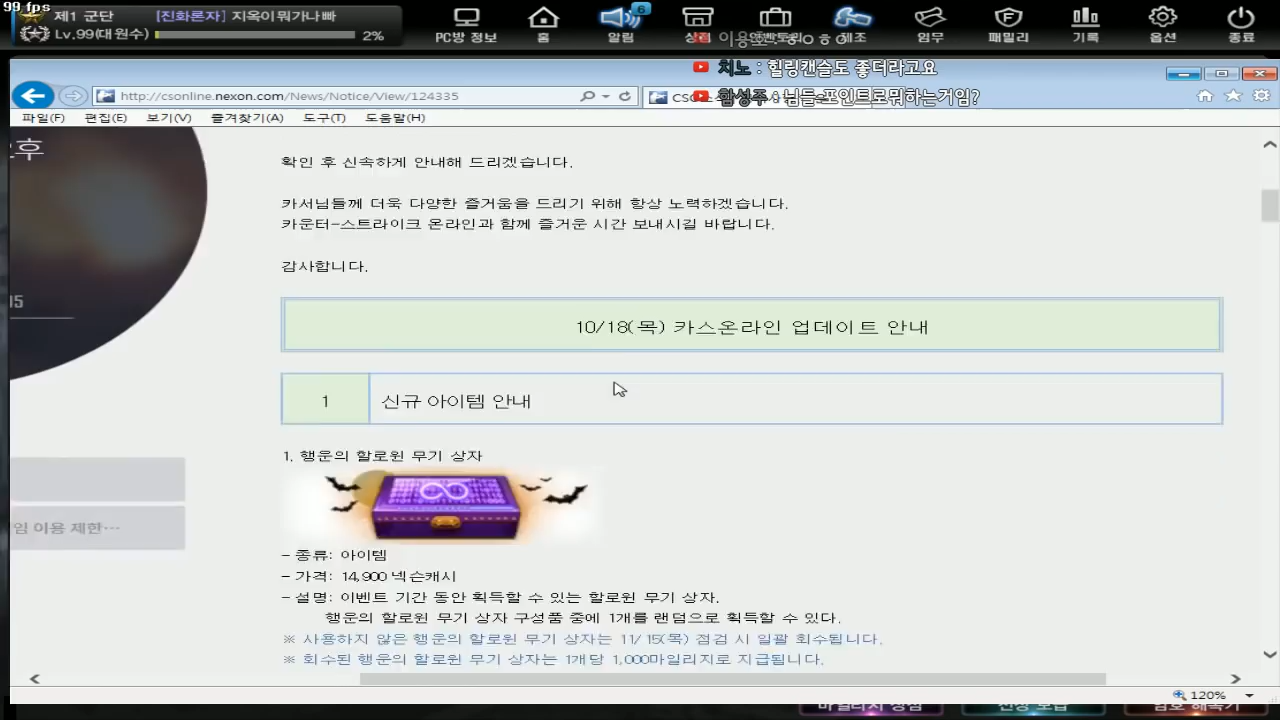 99 fps
제1 군단 [진화론자] 지옥이뭐가나빠
Lv.99(대원수) 2%
PC방 정보 홈 알림 6 상점 인벤토리 제조 임무 패밀리 기록 옵션 종료
치노 : 힐링캔슬도 좋더라고요
함성주 : 님들 포인트로뭐하는거임?
http://csonline.nexon.com/News/Notice/View/124335
파일(F) 편집(E) 보기(V) 즐겨찾기(A) 도구(T) 도움말(H)
확인 후 신속하게 안내해 드리겠습니다.
카서님들께 더욱 다양한 즐거움을 드리기 위해 항상 노력하겠습니다.
카운터-스트라이크 온라인과 함께 즐거운 시간 보내시길 바랍니다.
감사합니다.
10/18(목) 카스온라인 업데이트 안내
1 신규 아이템 안내
1. 행운의 할로윈 무기 상자
- 종류: 아이템
- 가격: 14,900 넥슨캐시
- 설명: 이벤트 기간 동안 획득할 수 있는 할로윈 무기 상자.
행운의 할로윈 무기 상자 구성품 중에 1개를 랜덤으로 획득할 수 있다.
※ 사용하지 않은 행운의 할로윈 무기 상자는 11/15(목) 점검 시 일괄 회수됩니다.
※ 회수된 행운의 할로윈 무기 상자는 1개당 1,000마일리지로 지급됩니다.
임 이용 제한…
120%